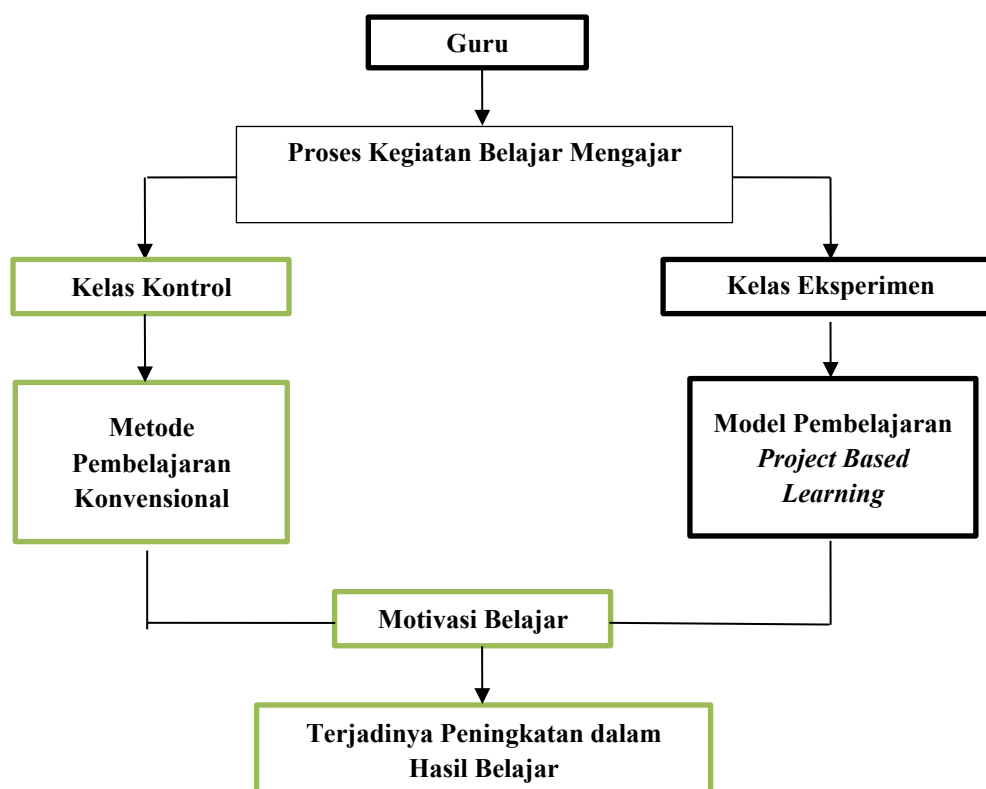 Guru
Proses Kegiatan Belajar Mengajar
Kelas Kontrol
Kelas Eksperimen
Metode
Pembelajaran
Konvensional
Model Pembelajaran
Project Based
Learning
Motivasi Belajar
Terjadinya Peningkatan dalam
Hasil Belajar